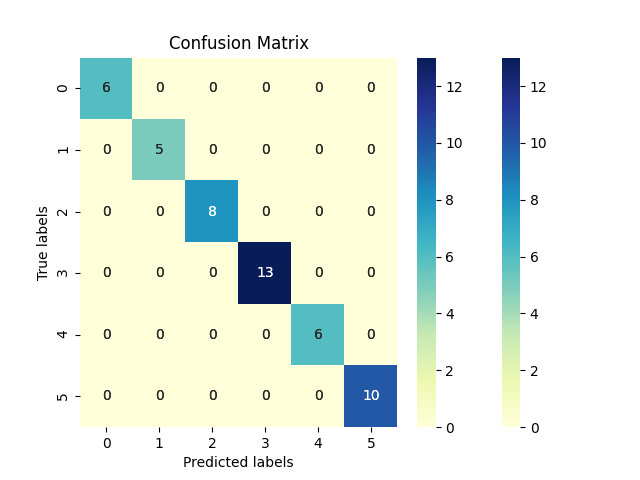 Confusion Matrix
True labels
0 6 0 0 0 0 0 12 12
1 0 5 0 0 0 0 10 10
2 0 0 8 0 0 0 8 8
3 0 0 0 13 0 0 6 6
4 0 0 0 0 6 0 4 4
5 0 0 0 0 0 10 2 2
0 0
0 1 2 3 4 5
Predicted labels